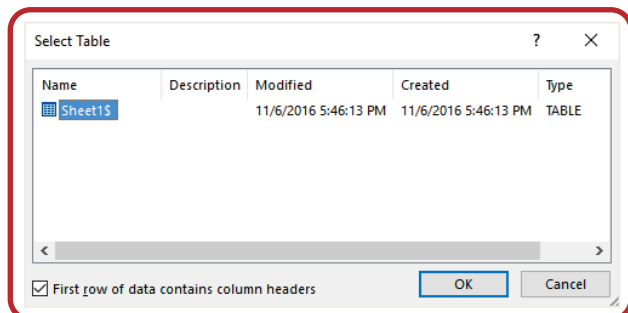 Select Table ? X
Name Description Modified Created Type
Sheet1$ 11/6/2016 5:46:13 PM 11/6/2016 5:46:13 PM TABLE
First row of data contains column headers OK Cancel